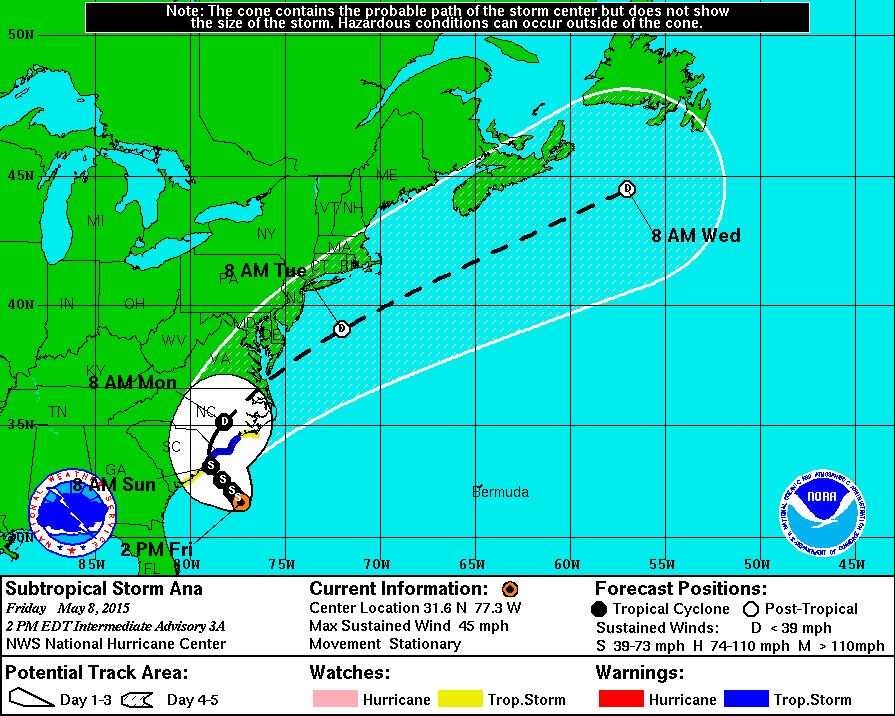 Note: The cone contains the probable path of the storm center but does not show
the size of the storm. Hazardous conditions can occur outside of the cone.
50N
45N
ME
VT NH
MI
NY
MA
8 AM Wed
8 AM Tue
CT RI
PA
NJ
40N
IN
OH
MD
DE
WV
VA
KY
8 AM Mon
TN
NC
35N
SC
GA
8 AM Sun
Bermuda
NOAA
30N
2 PM Fri
FL
85W
80W
75W
70W
65W
60W
55W
50W
45W
NATIONAL WEATHER SERVICE
Subtropical Storm Ana
Friday May 8, 2015
2 PM EDT Intermediate Advisory 3A
NWS National Hurricane Center
Current Information:
Center Location 31.6 N 77.3 W
Max Sustained Wind 45 mph
Movement Stationary
Forecast Positions:
Tropical Cyclone Post-Tropical
Sustained Winds: D < 39 mph
S 39-73 mph H 74-110 mph M > 110mph
Potential Track Area:
Day 1-3 Day 4-5
Watches:
Hurricane Trop.Storm
Warnings:
Hurricane Trop.Storm